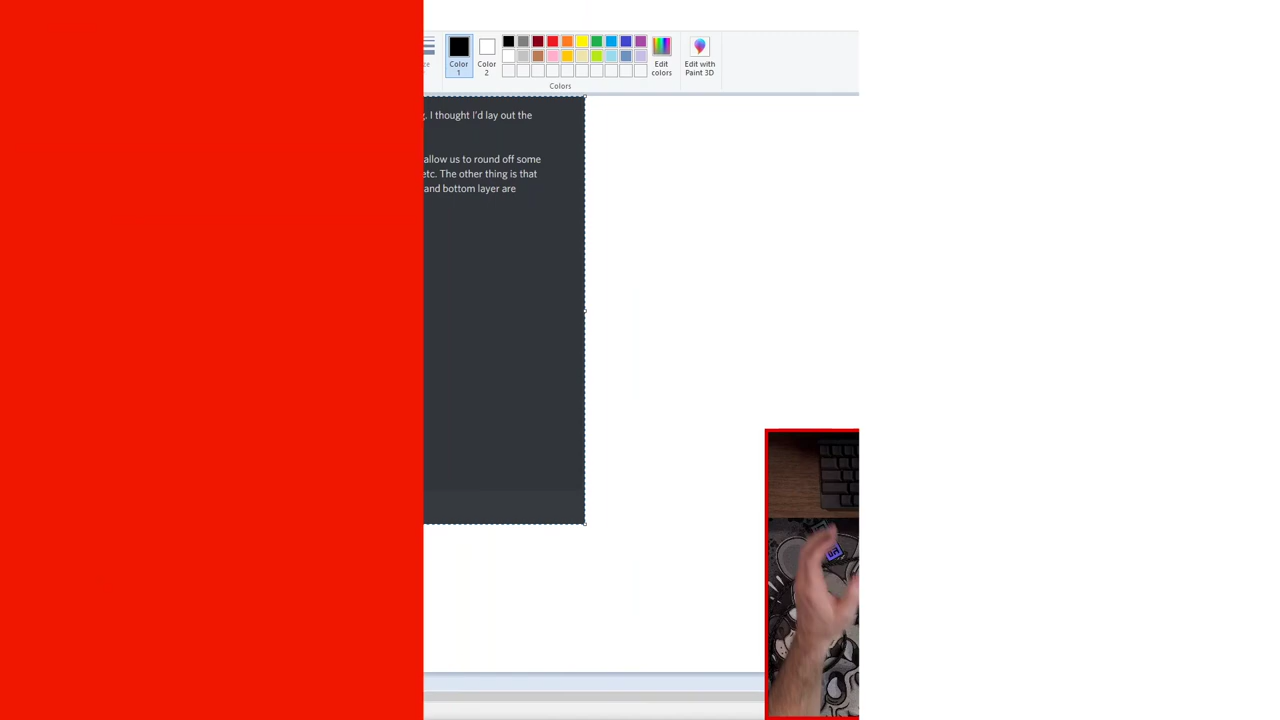 Color
1
Color
2
Edit
colors
Edit with
Paint 3D
Colors
I thought I'd lay out the
allow us to round off some
etc. The other thing is that
and bottom layer are